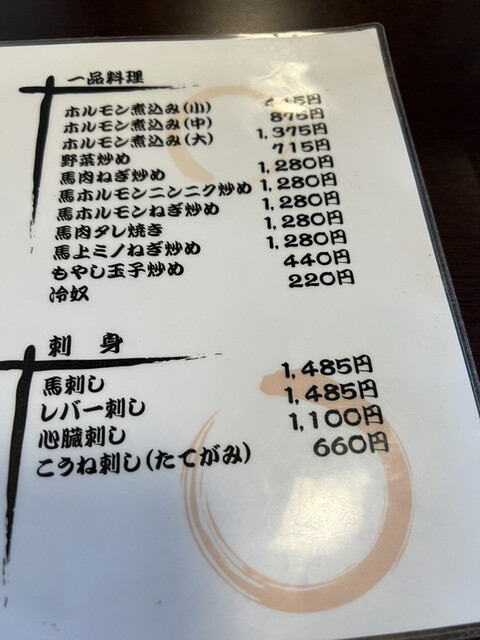 一品料理
ホルモン煮込み(小)
ホルモン煮込み(中) 875円
ホルモン煮込み(大) 1,375円
野菜炒め 715円
馬肉ねぎ炒め 1,280円
馬ホルモンニンニク炒め 1,280円
馬ホルモンねぎ炒め 1,280円
馬肉タレ焼き 1,280円
馬上ミノねぎ炒め 1,280円
もやし玉子炒め 440円
冷奴 220円
刺 身
馬刺し 1,485円
レバー刺し 1,485円
心臓刺し 1,100円
こうね刺し(たてがみ) 660円